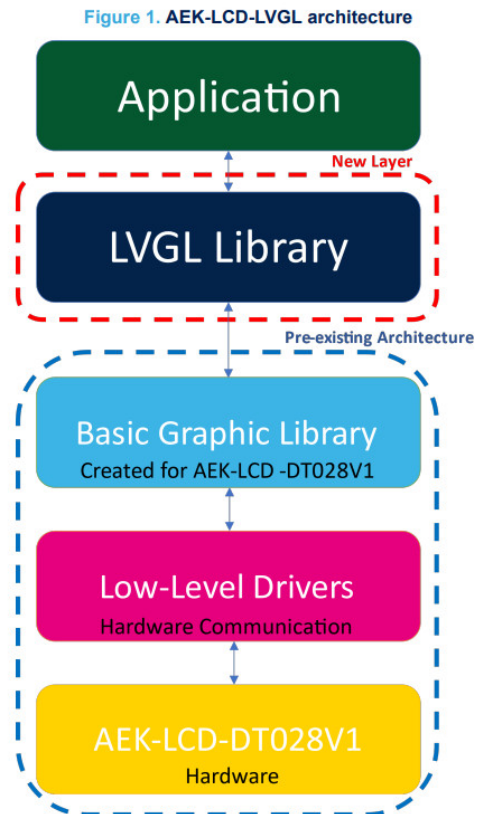 Figure 1. AEK-LCD-LVGL architecture
Application
New Layer
LVGL Library
Pre-existing Architecture
Basic Graphic Library
Created for AEK-LCD -DT028V1
Low-Level Drivers
Hardware Communication
AEK-LCD-DT028V1
Hardware